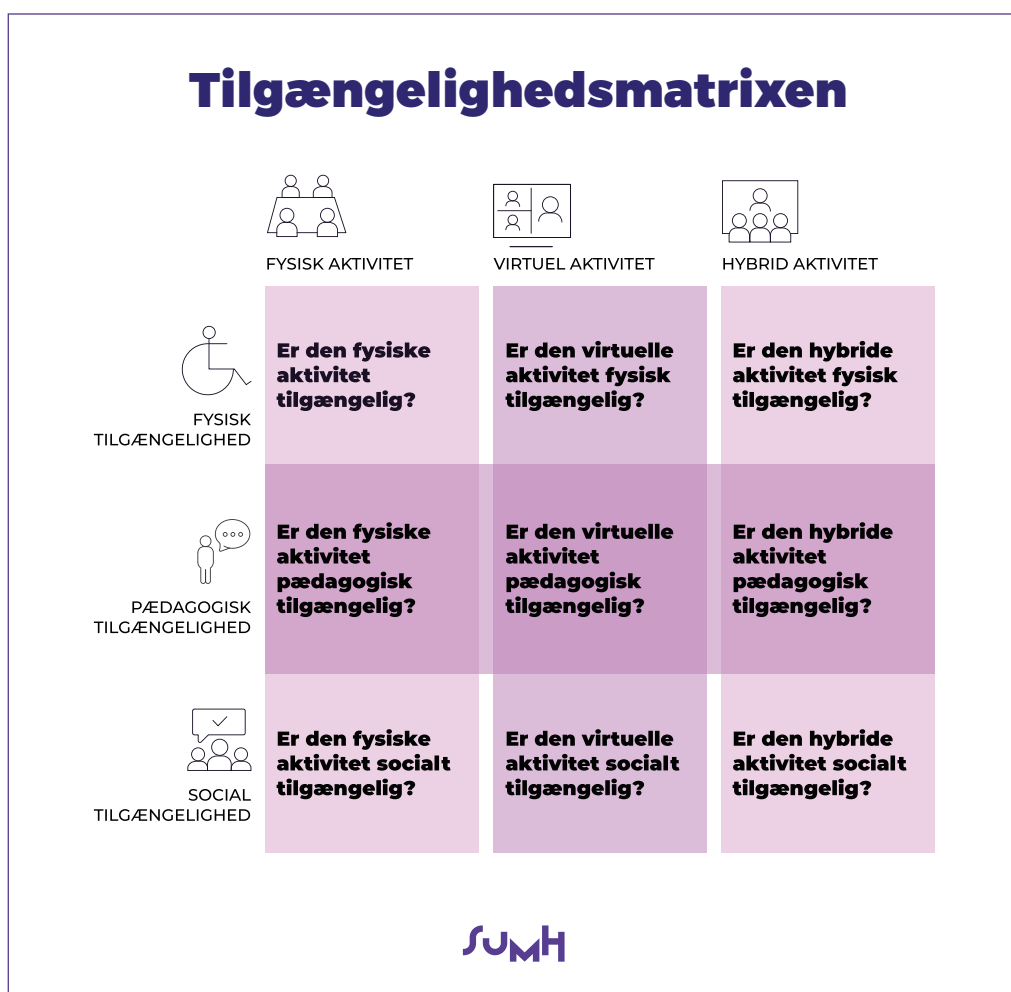 Tilgængelighedsmatrixen
FYSISK AKTIVITET
VIRTUEL AKTIVITET
HYBRID AKTIVITET
FYSISK
TILGÆNGELIGHED
Er den fysiske
aktivitet
tilgængelig?
Er den virtuelle
aktivitet fysisk
tilgængelig?
Er den hybride
aktivitet fysisk
tilgængelig?
PÆDAGOGISK
TILGÆNGELIGHED
Er den fysiske
aktivitet
pædagogisk
tilgængelig?
Er den virtuelle
aktivitet
pædagogisk
tilgængelig?
Er den hybride
aktivitet
pædagogisk
tilgængelig?
SOCIAL
TILGÆNGELIGHED
Er den fysiske
aktivitet socialt
tilgængelig?
Er den virtuelle
aktivitet socialt
tilgængelig?
Er den hybride
aktivitet socialt
tilgængelig?
SUMH